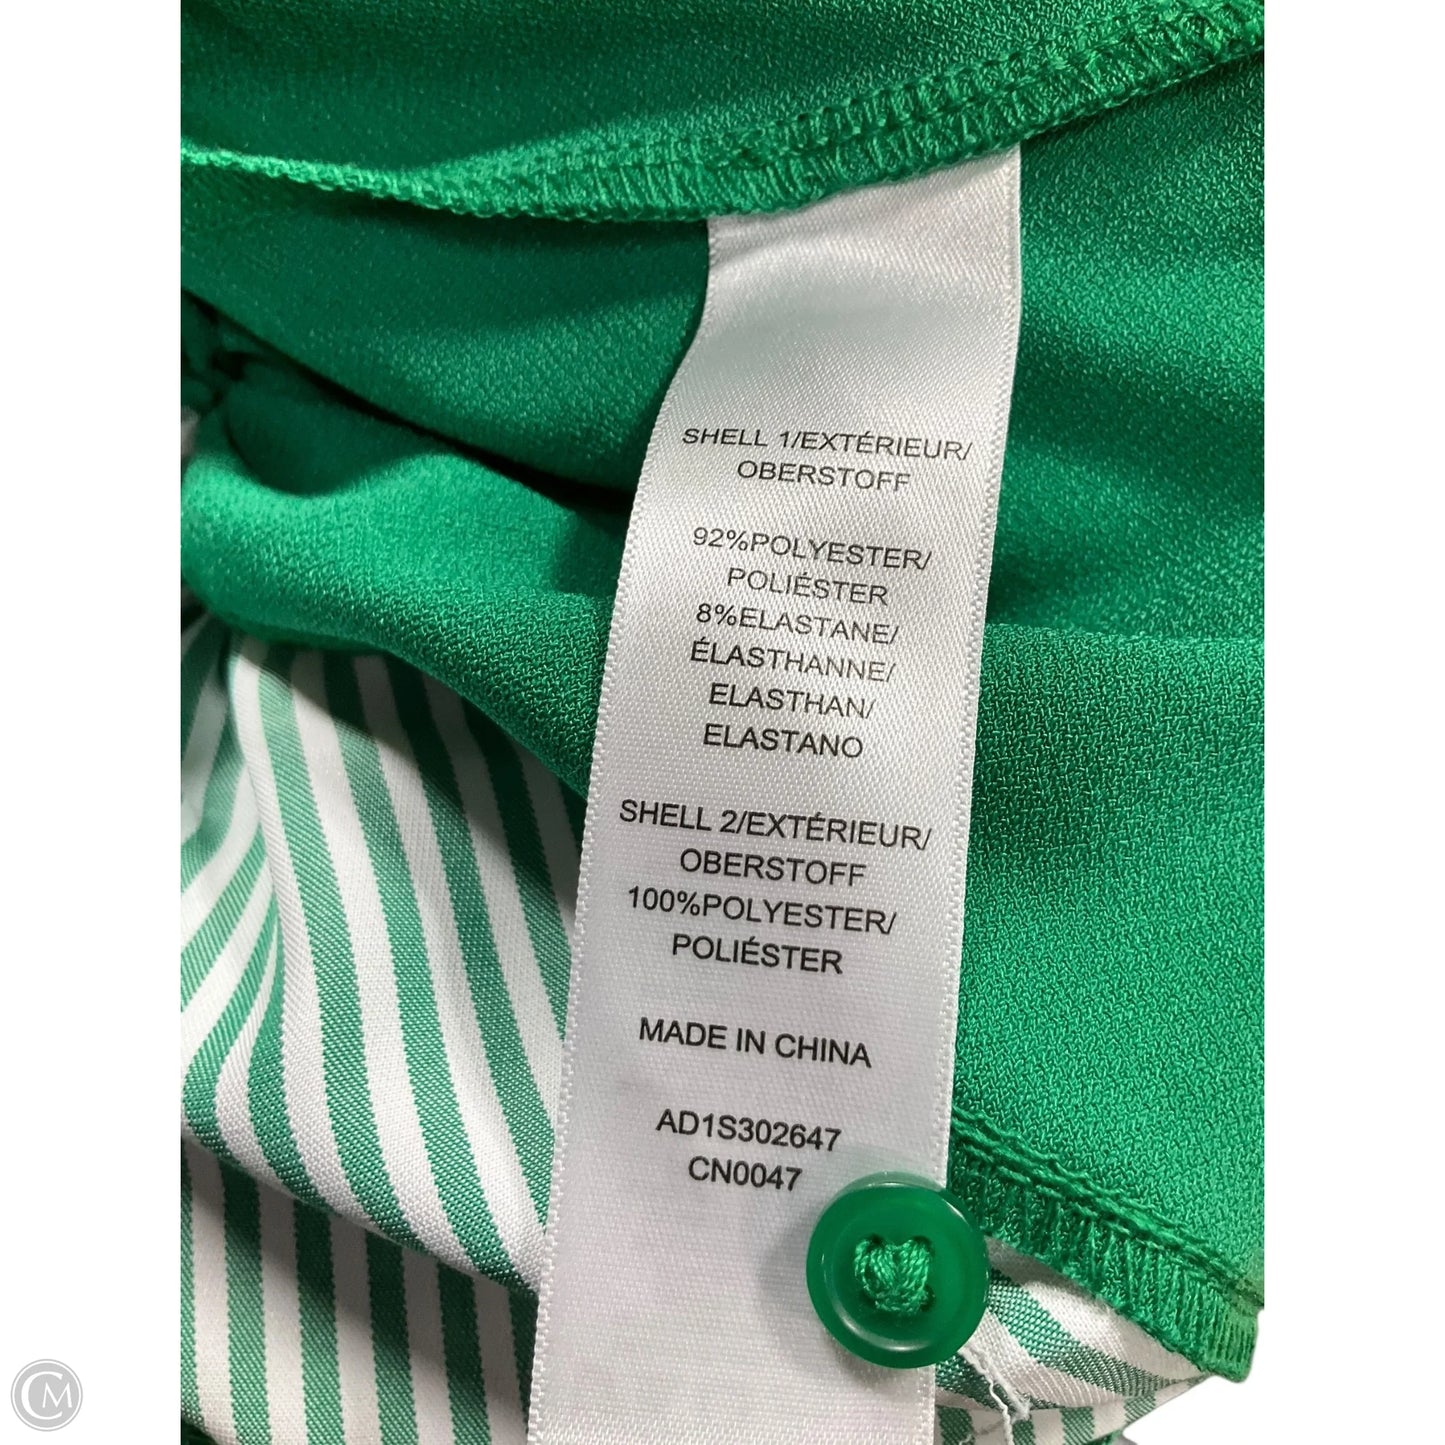 SHELL 1/EXTÉRIEUR/
OBERSTOFF
92%POLYESTER/
POLIÉSTER
8%ELASTANE/
ÉLASTHANNE/
ELASTHAN/
ELASTANO
SHELL 2/EXTÉRIEUR/
OBERSTOFF
100%POLYESTER/
POLIÉSTER
MADE IN CHINA
AD1S302647
CN0047
CM